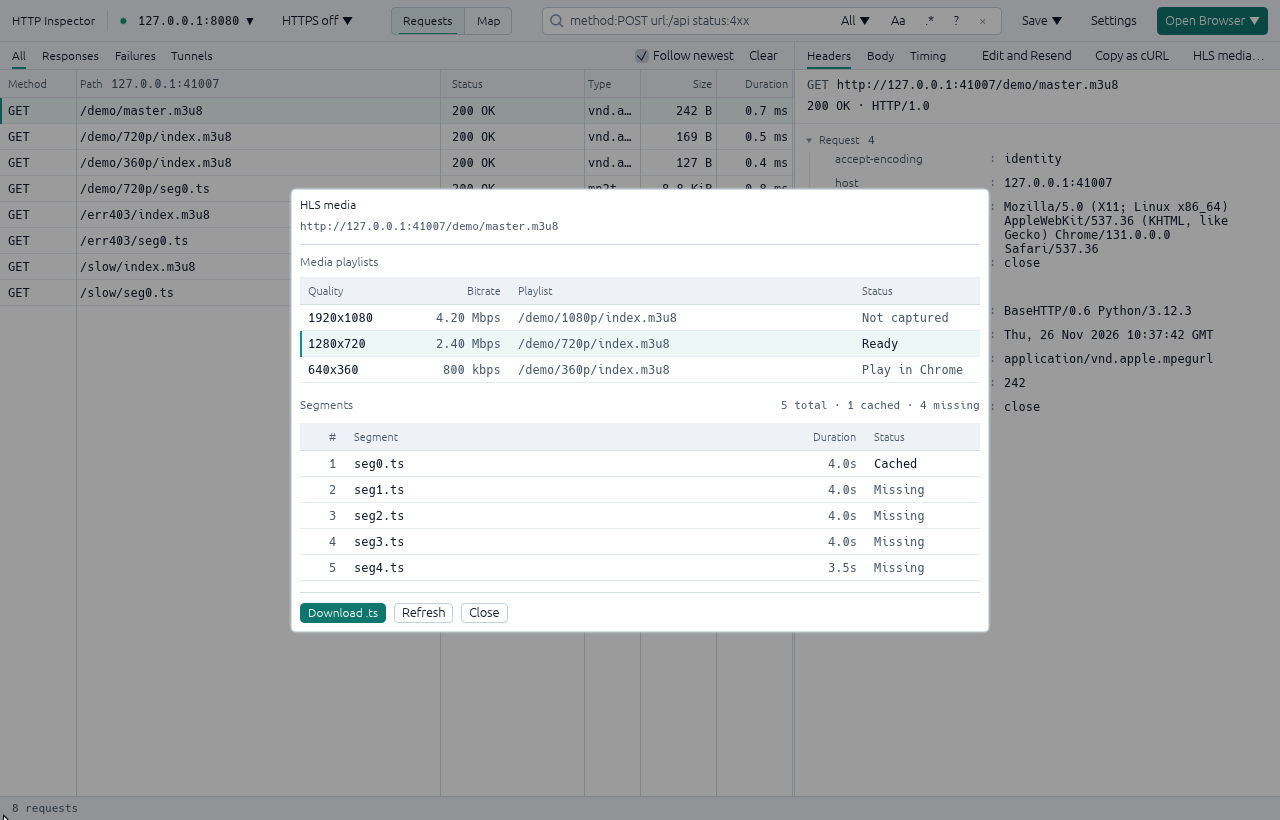 HTTP Inspector 127.0.0.1:8080 ▼ HTTPS off ▼ Requests Map method:POST url:/api status:4xx All ▼ Aa .* ? × Save ▼ Settings Open Browser ▼
All Responses Failures Tunnels Follow newest Clear Headers Body Timing Edit and Resend Copy as cURL HLS media…
Method Path 127.0.0.1:41007 Status Type Size Duration
GET /demo/master.m3u8 200 OK vnd.a… 242 B 0.7 ms
GET /demo/720p/index.m3u8 200 OK vnd.a… 169 B 0.5 ms
GET /demo/360p/index.m3u8 200 OK vnd.a… 127 B 0.4 ms
GET /demo/720p/seg0.ts 200 OK mp2t 8.8 KiB 0.8 ms
GET /err403/index.m3u8
GET /err403/seg0.ts
GET /slow/index.m3u8
GET /slow/seg0.ts
GET http://127.0.0.1:41007/demo/master.m3u8
200 OK · HTTP/1.0
Request 4
accept-encoding : identity
host : 127.0.0.1:41007
: Mozilla/5.0 (X11; Linux x86_64)
AppleWebKit/537.36 (KHTML, like
Gecko) Chrome/131.0.0.0
Safari/537.36
: close
: BaseHTTP/0.6 Python/3.12.3
: Thu, 26 Nov 2026 10:37:42 GMT
: application/vnd.apple.mpegurl
: 242
: close
HLS media
http://127.0.0.1:41007/demo/master.m3u8
Media playlists
Quality Bitrate Playlist Status
1920x1080 4.20 Mbps /demo/1080p/index.m3u8 Not captured
1280x720 2.40 Mbps /demo/720p/index.m3u8 Ready
640x360 800 kbps /demo/360p/index.m3u8 Play in Chrome
Segments 5 total · 1 cached · 4 missing
# Segment Duration Status
1 seg0.ts 4.0s Cached
2 seg1.ts 4.0s Missing
3 seg2.ts 4.0s Missing
4 seg3.ts 4.0s Missing
5 seg4.ts 3.5s Missing
Download .ts Refresh Close
8 requests